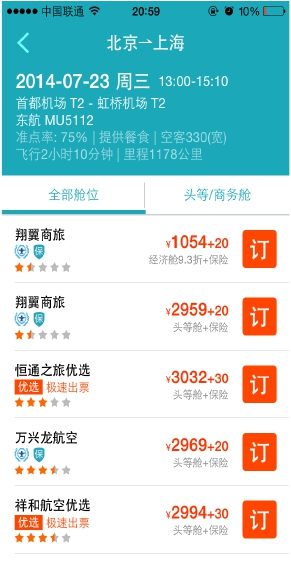 中国联通 20:59 10%
北京⇀上海
2014-07-23 周三 13:00-15:10
首都机场 T2 - 虹桥机场 T2
东航 MU5112
准点率: 75% | 提供餐食 | 空客330(宽)
飞行2小时10分钟 | 里程1178公里
全部舱位 头等/商务舱
翔翼商旅
保
¥1054+20
经济舱9.3折+保险
订
翔翼商旅
保
¥2959+20
头等舱+保险
订
恒通之旅优选
优选 极速出票
¥3032+30
头等舱+保险
订
万兴龙航空
保
¥2969+20
头等舱+保险
订
祥和航空优选
优选 极速出票
¥2994+30
头等舱+保险
订